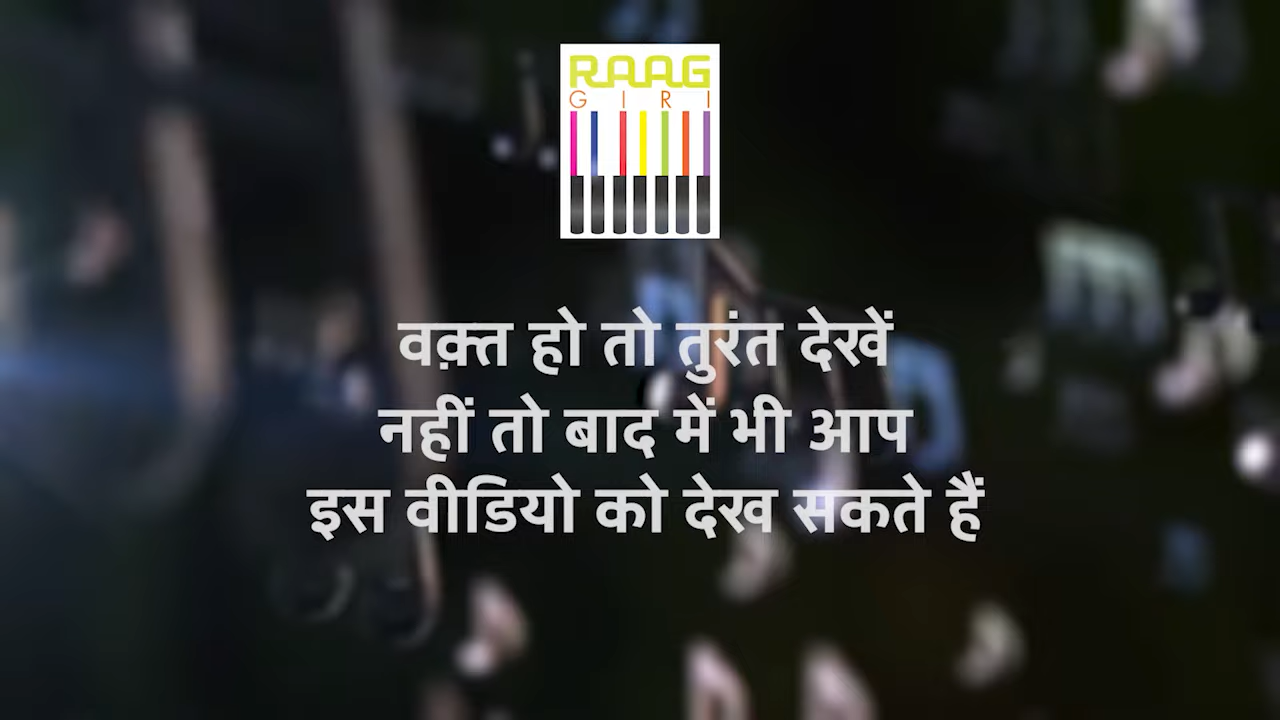 RAAG
GIRI
वक़्त हो तो तुरंत देखें
नहीं तो बाद में भी आप
इस वीडियो को देख सकते हैं